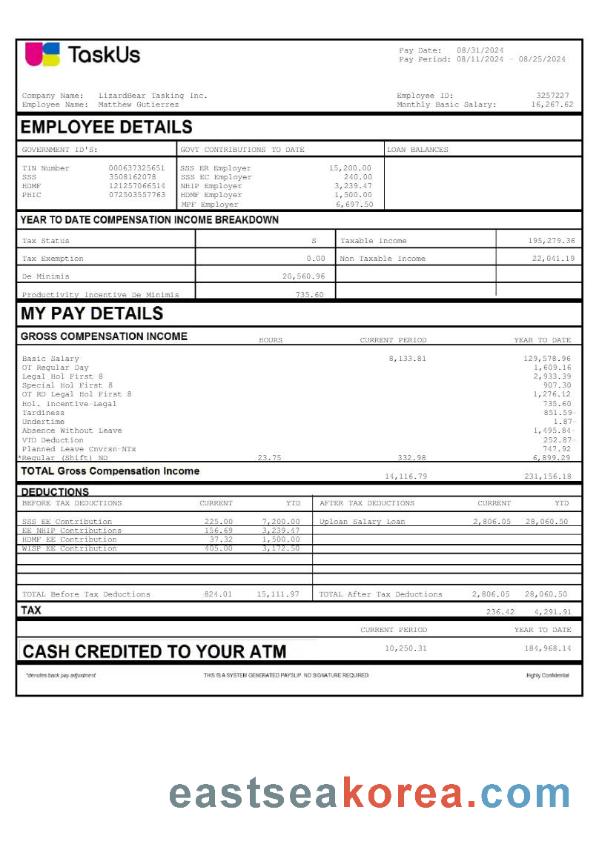 TaskUs
Pay Date: 08/31/2024
Pay Period: 08/11/2024 - 08/25/2024
Company Name: LizardBear Tasking Inc. Employee ID: 3257227
Employee Name: Matthew Gutierrez Monthly Basic Salary: 16,267.62
EMPLOYEE DETAILS
GOVERNMENT ID'S: GOVT CONTRIBUTIONS TO DATE LOAN BALANCES
TIN Number 000637325651 SSS ER Employer 15,200.00
SSS 3508162078 SSS EC Employer 240.00
HDMF 121257066514 NHIP Employer 3,239.47
PHIC 072503557763 HDMF Employer 1,500.00
MPF Employer 6,697.50
YEAR TO DATE COMPENSATION INCOME BREAKDOWN
Tax Status S Taxable Income 195,279.36
Tax Exemption 0.00 Non Taxable Income 22,041.19
De Minimis 20,560.96
Productivity Incentive De Minimis 735.60
MY PAY DETAILS
GROSS COMPENSATION INCOME HOURS CURRENT PERIOD YEAR TO DATE
Basic Salary 8,133.81 129,578.96
OT Regular Day 1,609.16
Legal Hol First 8 2,933.39
Special Hol First 8 907.30
OT RD Legal Hol First 8 1,276.12
Hol. Incentive-Legal 735.60
Tardiness 851.59-
Undertime 1.87-
Absence Without Leave 1,495.84-
VTO Deduction 252.87-
Planned Leave Cnvrsn-NTx 747.92
*Regular (Shift) ND 23.75 332.98 6,899.29
TOTAL Gross Compensation Income 14,116.79 231,156.18
DEDUCTIONS
BEFORE TAX DEDUCTIONS CURRENT YTD AFTER TAX DEDUCTIONS CURRENT YTD
SSS EE Contribution 225.00 7,200.00 Uploan Salary Loan 2,806.05 28,060.50
EE NHIP Contributions 156.69 3,239.47
HDMF EE Contribution 37.32 1,500.00
WISP EE Contribution 405.00 3,172.50
TOTAL Before Tax Deductions 824.01 15,111.97 TOTAL After Tax Deductions 2,806.05 28,060.50
TAX 236.42 4,291.91
CURRENT PERIOD YEAR TO DATE
CASH CREDITED TO YOUR ATM 10,250.31 184,968.14
*denotes back pay adjustment THIS IS A SYSTEM GENERATED PAYSLIP. NO SIGNATURE REQUIRED. Highly Confidential
eastseakorea.com